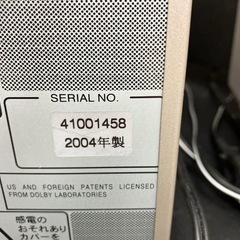 SERIAL NO.
41001458
2004年製
US AND FOREIGN PATENTS LICENSED
FROM DOLBY LABORATORIES
感電の
おそれあり
カバーを